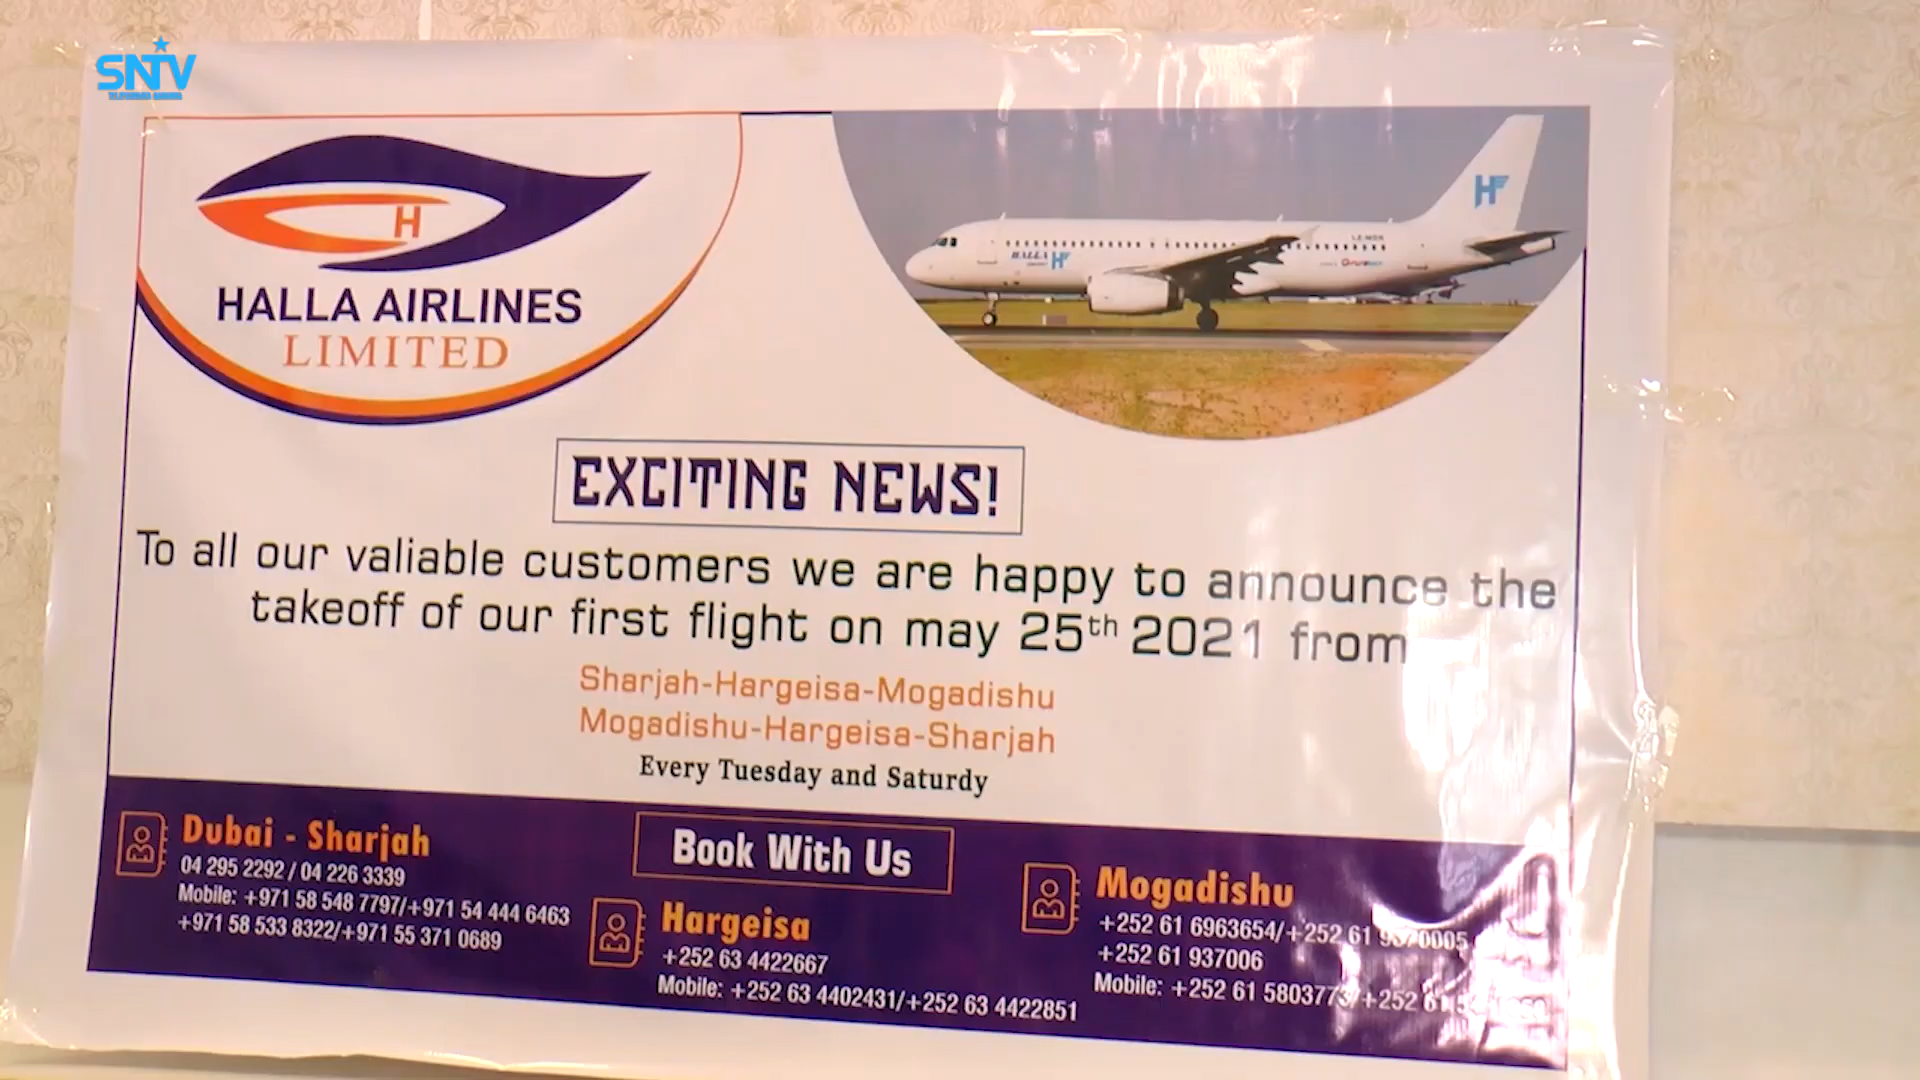 SNTV
H
HALLA AIRLINES
LIMITED
HALLA
H
EXCITING NEWS!
To all our valiable customers we are happy to announce the
takeoff of our first flight on may 25th 2021 from
Sharjah-Hargeisa-Mogadishu
Mogadishu-Hargeisa-Sharjah
Every Tuesday and Saturdy
Book With Us
Dubai - Sharjah
04 295 2292 / 04 226 3339
Mobile: +971 58 548 7797/+971 54 444 6463
+971 58 533 8322/+971 55 371 0689
Hargeisa
+252 63 4422667
Mobile: +252 63 4402431/+252 63 4422851
Mogadishu
+252 61 6963654/+252 61
+252 61 937006
Mobile: +252 61 5803773/+252